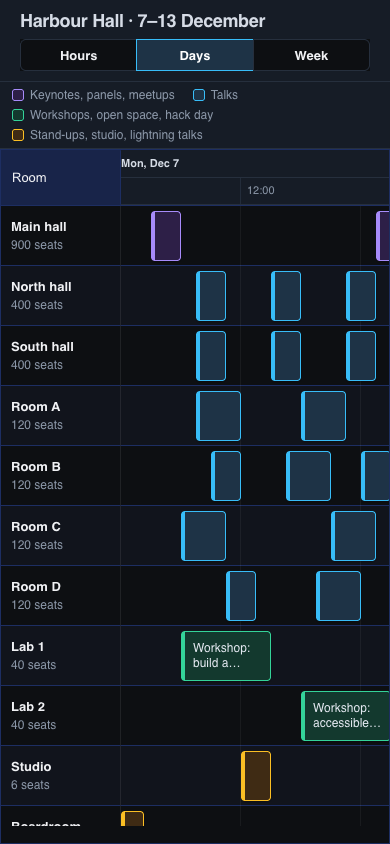 Harbour Hall · 7–13 December
Hours
Days
Week
Keynotes, panels, meetups
Talks
Workshops, open space, hack day
Stand-ups, studio, lightning talks
Room
Mon, Dec 7
12:00
Main hall
900 seats
North hall
400 seats
South hall
400 seats
Room A
120 seats
Room B
120 seats
Room C
120 seats
Room D
120 seats
Lab 1
40 seats
Workshop:
build a…
Lab 2
40 seats
Workshop:
accessible…
Studio
6 seats
Boardroom